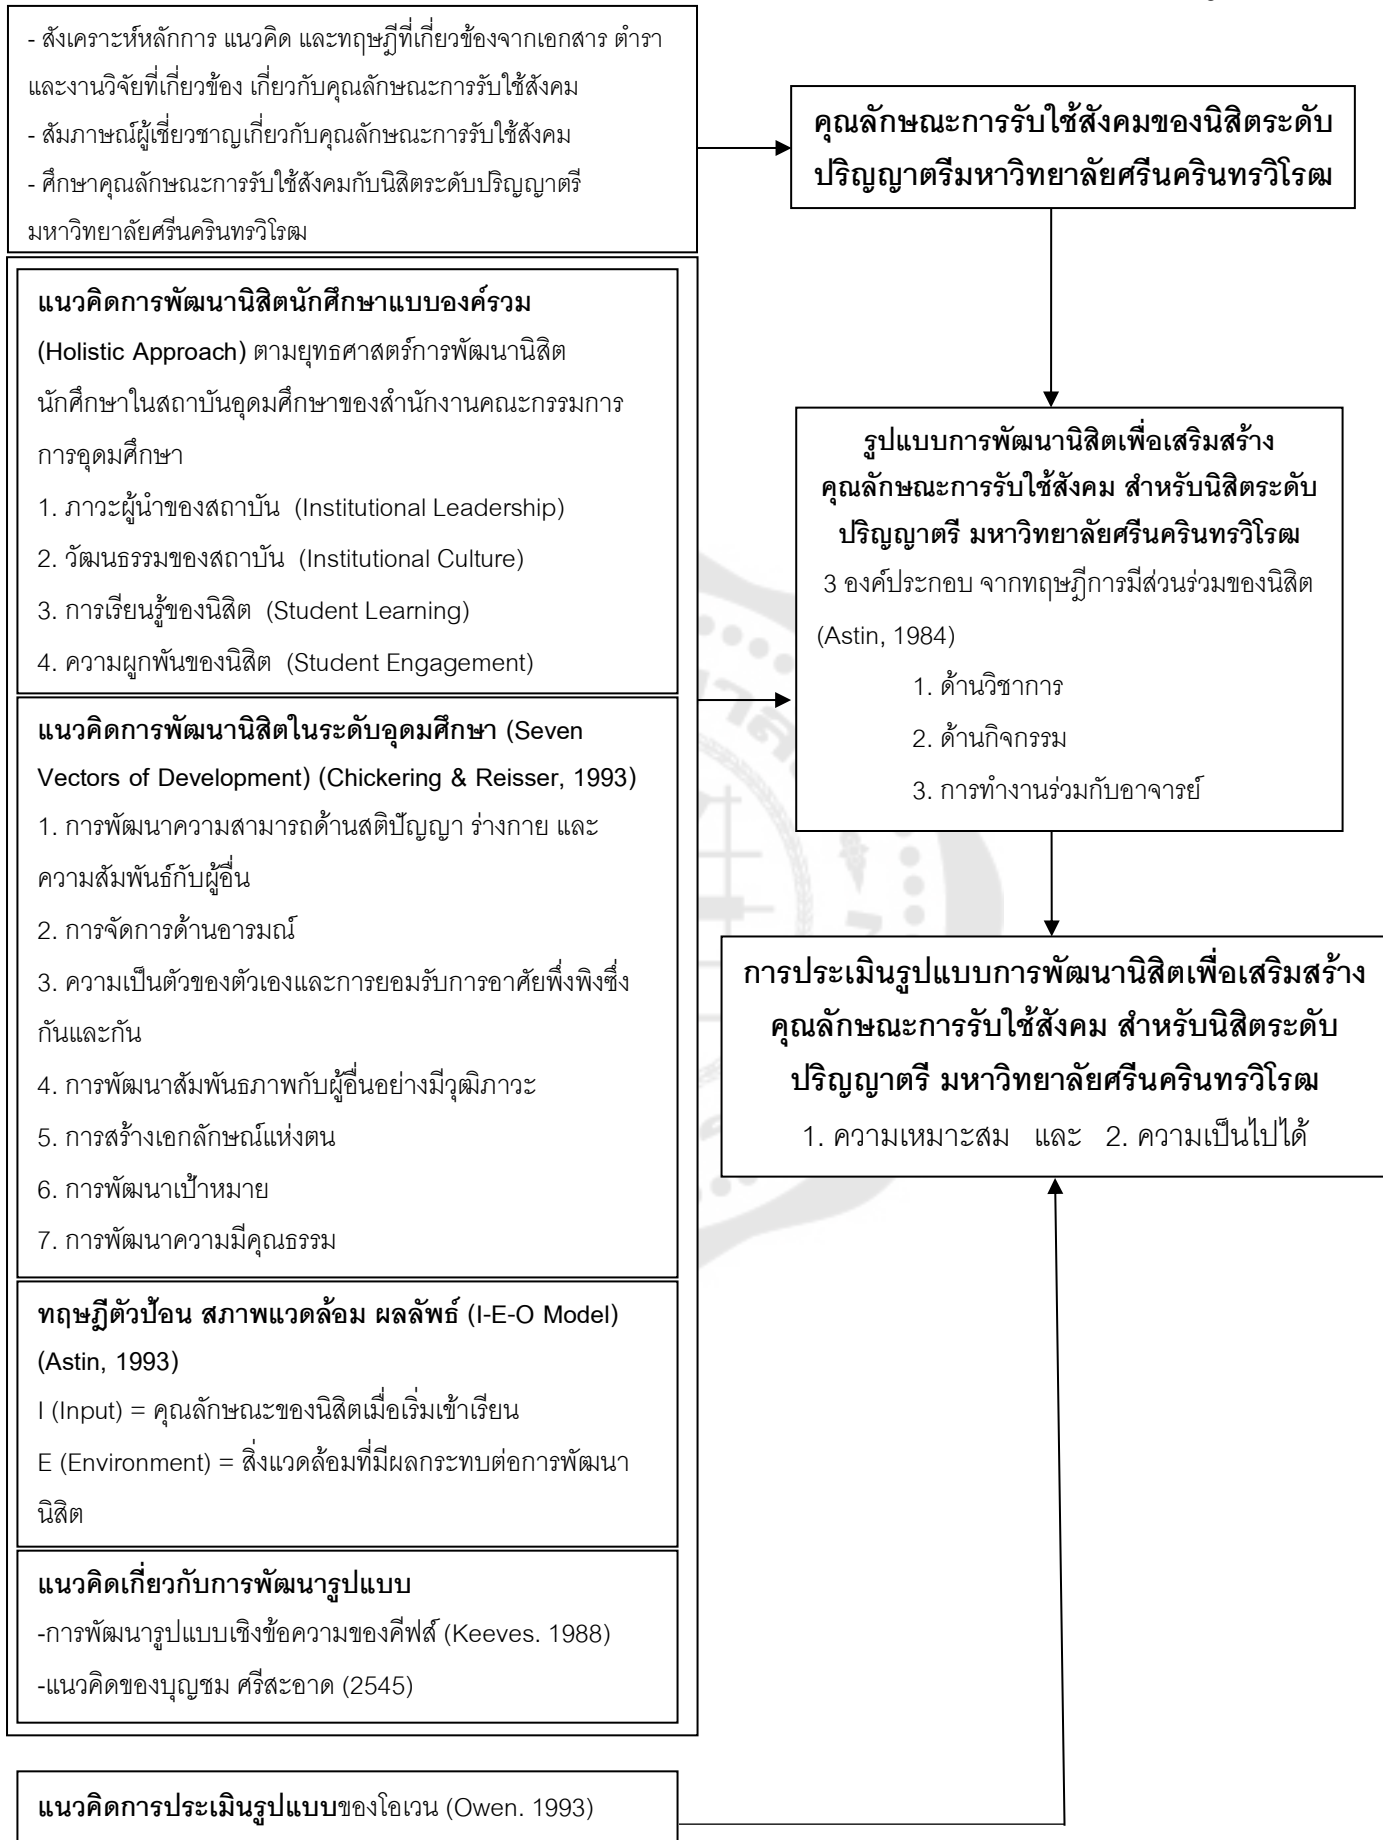 - สังเคราะห์หลักการ แนวคิด และทฤษฎีที่เกี่ยวข้องจากเอกสาร ตำรา
และงานวิจัยที่เกี่ยวข้อง เกี่ยวกับคุณลักษณะการรับใช้สังคม
- สัมภาษณ์ผู้เชี่ยวชาญเกี่ยวกับคุณลักษณะการรับใช้สังคม
- ศึกษาคุณลักษณะการรับใช้สังคมกับนิสิตระดับปริญญาตรี
มหาวิทยาลัยศรีนครินทรวิโรฒ
คุณลักษณะการรับใช้สังคมของนิสิตระดับ
ปริญญาตรีมหาวิทยาลัยศรีนครินทรวิโรฒ
แนวคิดการพัฒนานิสิตนักศึกษาแบบองค์รวม
(Holistic Approach) ตามยุทธศาสตร์การพัฒนานิสิต
นักศึกษาในสถาบันอุดมศึกษาของสำนักงานคณะกรรมการ
การอุดมศึกษา
1. ภาวะผู้นำของสถาบัน (Institutional Leadership)
2. วัฒนธรรมของสถาบัน (Institutional Culture)
3. การเรียนรู้ของนิสิต (Student Learning)
4. ความผูกพันของนิสิต (Student Engagement)
รูปแบบการพัฒนานิสิตเพื่อเสริมสร้าง
คุณลักษณะการรับใช้สังคม สำหรับนิสิตระดับ
ปริญญาตรี มหาวิทยาลัยศรีนครินทรวิโรฒ
3 องค์ประกอบ จากทฤษฎีการมีส่วนร่วมของนิสิต
(Astin, 1984)
1. ด้านวิชาการ
2. ด้านกิจกรรม
3. การทำงานร่วมกับอาจารย์
แนวคิดการพัฒนานิสิตในระดับอุดมศึกษา (Seven
Vectors of Development) (Chickering & Reisser, 1993)
1. การพัฒนาความสามารถด้านสติปัญญา ร่างกาย และ
ความสัมพันธ์กับผู้อื่น
2. การจัดการด้านอารมณ์
3. ความเป็นตัวของตัวเองและการยอมรับการอาศัยพึ่งพิงซึ่ง
กันและกัน
4. การพัฒนาสัมพันธภาพกับผู้อื่นอย่างมีวุฒิภาวะ
5. การสร้างเอกลักษณ์แห่งตน
6. การพัฒนาเป้าหมาย
7. การพัฒนาความมีคุณธรรม
การประเมินรูปแบบการพัฒนานิสิตเพื่อเสริมสร้าง
คุณลักษณะการรับใช้สังคม สำหรับนิสิตระดับ
ปริญญาตรี มหาวิทยาลัยศรีนครินทรวิโรฒ
1. ความเหมาะสม และ 2. ความเป็นไปได้
ทฤษฎีตัวป้อน สภาพแวดล้อม ผลลัพธ์ (I-E-O Model)
(Astin, 1993)
I (Input) = คุณลักษณะของนิสิตเมื่อเริ่มเข้าเรียน
E (Environment) = สิ่งแวดล้อมที่มีผลกระทบต่อการพัฒนา
นิสิต
แนวคิดเกี่ยวกับการพัฒนารูปแบบ
-การพัฒนารูปแบบเชิงข้อความของคีฟส์ (Keeves. 1988)
-แนวคิดของบุญชม ศรีสะอาด (2545)
แนวคิดการประเมินรูปแบบของโอเวน (Owen. 1993)